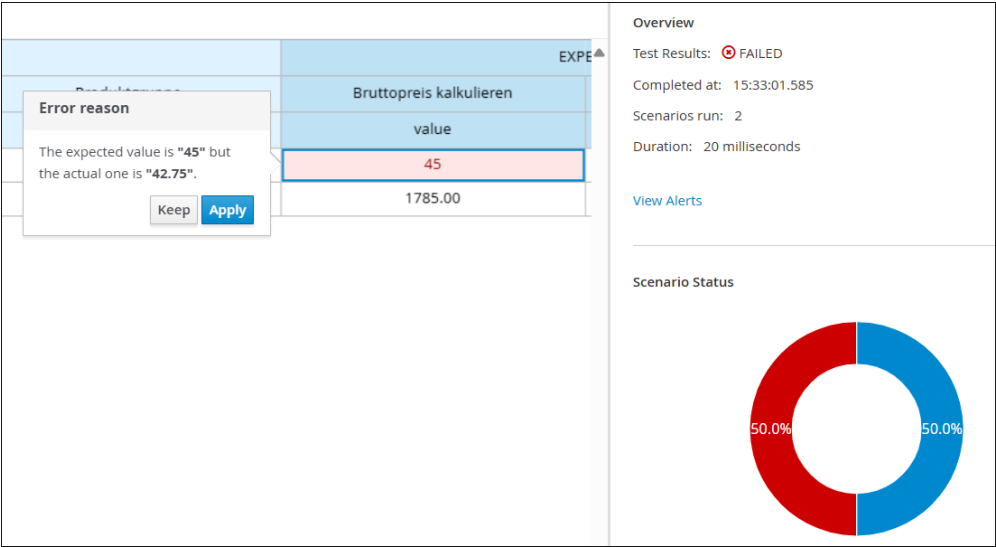 EXPE
Bruttopreis kalkulieren
value
45
1785.00
Error reason
The expected value is "45" but
the actual one is "42.75".
Keep
Apply
Overview
Test Results: FAILED
Completed at: 15:33:01.585
Scenarios run: 2
Duration: 20 milliseconds
View Alerts
Scenario Status
50.0%
50.0%